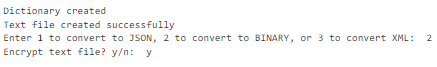 Dictionary created
Text file created successfully
Enter 1 to convert to JSON, 2 to convert to BINARY, or 3 to convert XML:  2
Encrypt text file? y/n:  y